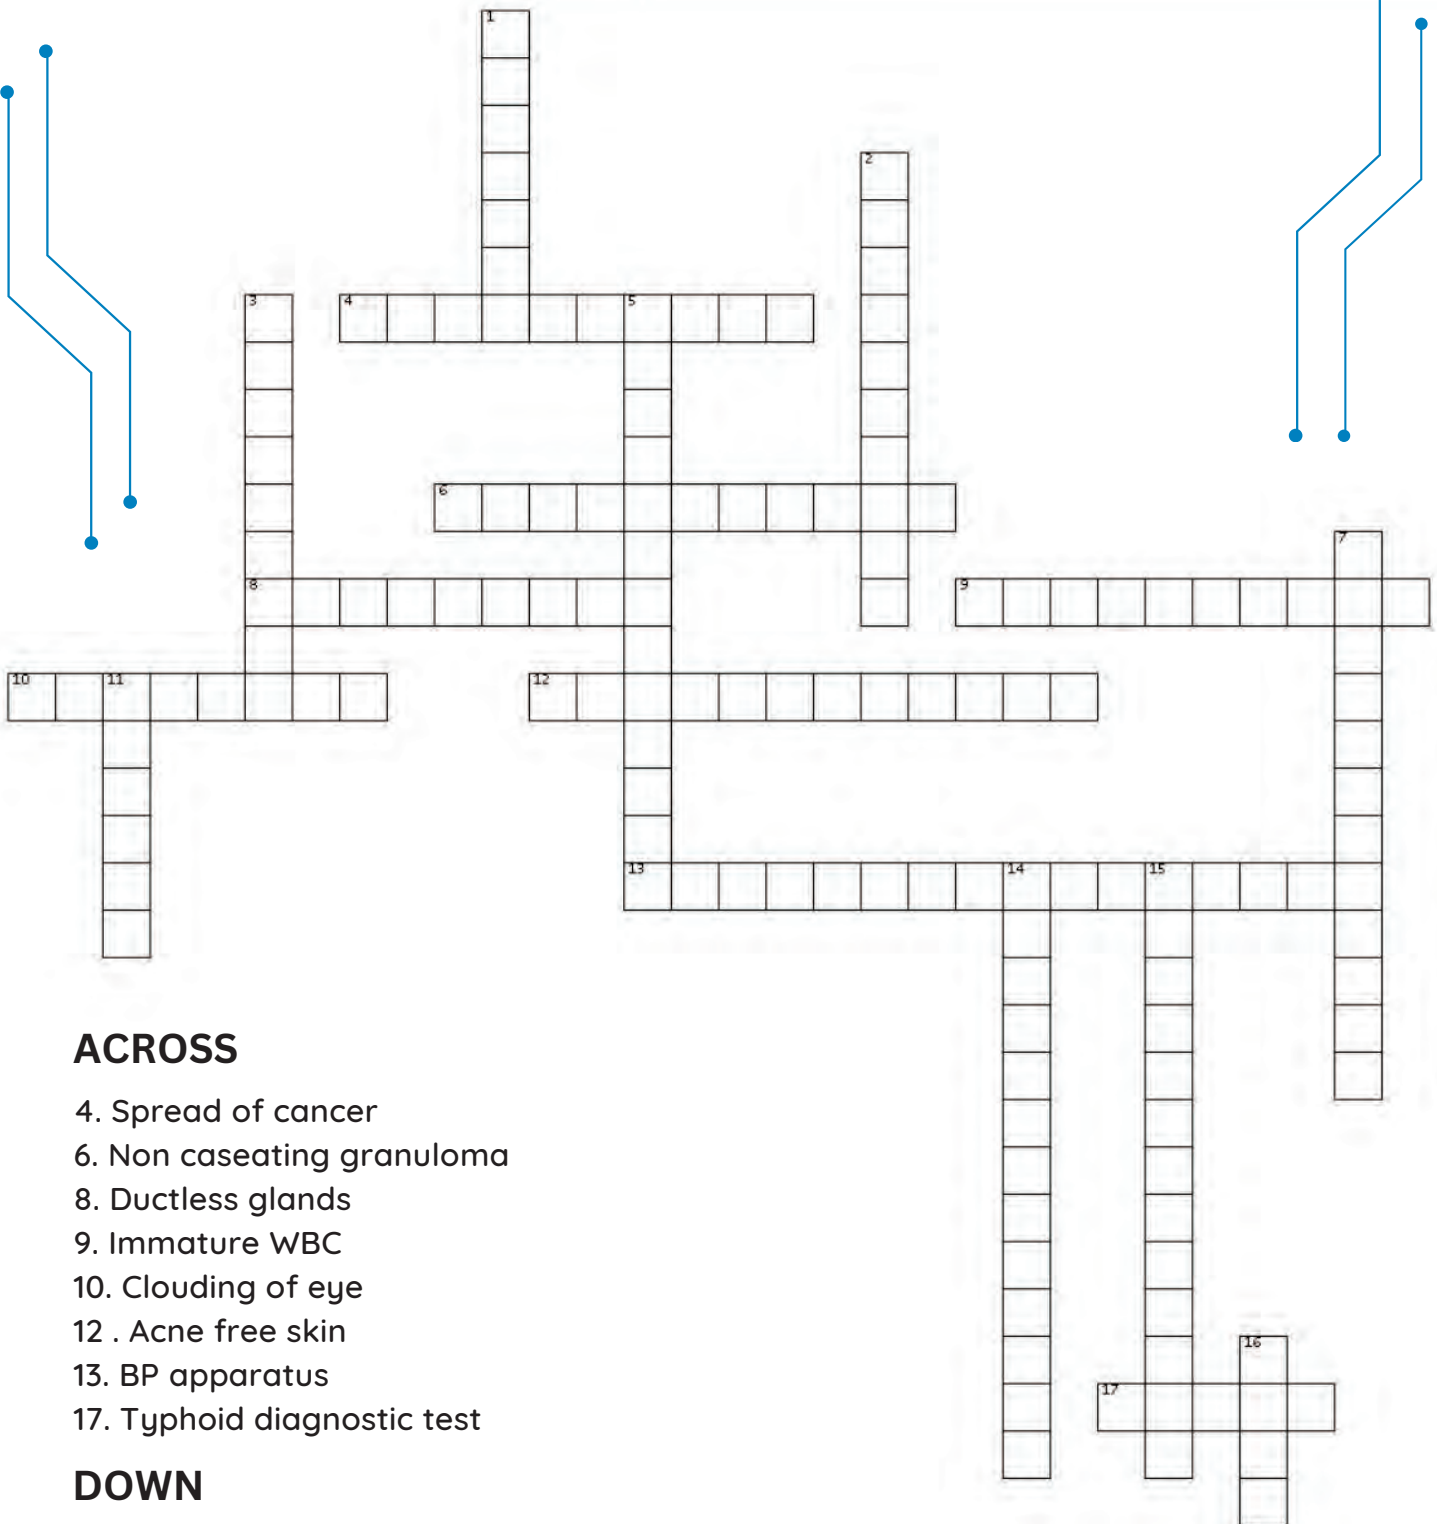 1
2
3
4
5
6
7
8
9
10
11
12
13
14
15
16
17
ACROSS
4. Spread of cancer
6. Non caseating granuloma
8. Ductless glands
9. Immature WBC
10. Clouding of eye
12 . Acne free skin
13. BP apparatus
17. Typhoid diagnostic test
DOWN